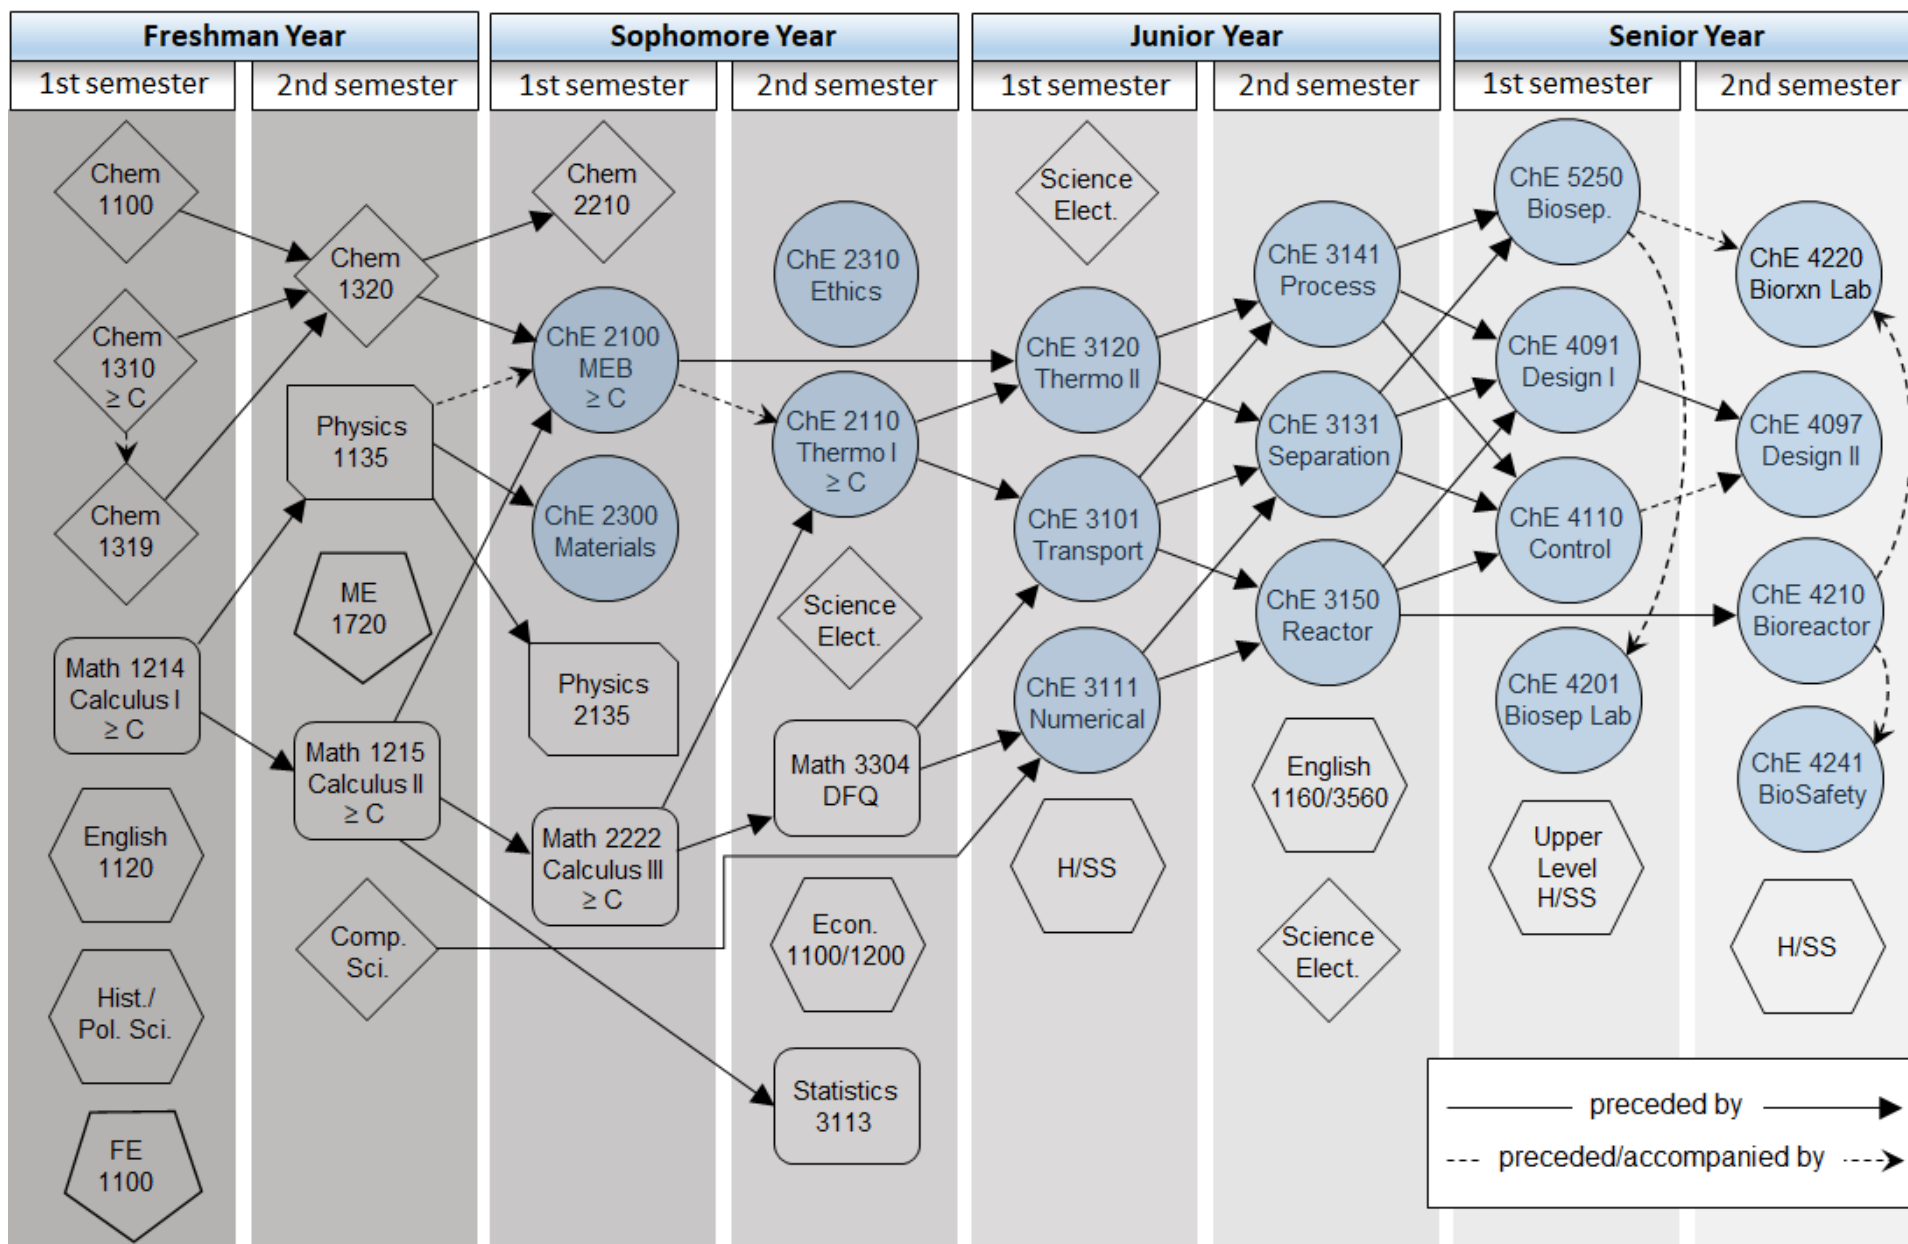 Freshman Year
Sophomore Year
Junior Year
Senior Year
1st semester
2nd semester
1st semester
2nd semester
1st semester
2nd semester
1st semester
2nd semester
Chem
1100
Chem
1310
≥ C
Chem
1319
Math 1214
Calculus I
≥ C
English
1120
Hist./
Pol. Sci.
FE
1100
Chem
1320
Physics
1135
ME
1720
Math 1215
Calculus II
≥ C
Comp.
Sci.
Chem
2210
ChE 2100
MEB
≥ C
ChE 2300
Materials
Physics
2135
Math 2222
Calculus III
≥ C
ChE 2310
Ethics
ChE 2110
Thermo I
≥ C
Science
Elect.
Math 3304
DFQ
Econ.
1100/1200
Statistics
3113
Science
Elect.
ChE 3120
Thermo II
ChE 3101
Transport
ChE 3111
Numerical
H/SS
ChE 3141
Process
ChE 3131
Separation
ChE 3150
Reactor
English
1160/3560
Science
Elect.
ChE 5250
Biosep.
ChE 4091
Design I
ChE 4110
Control
ChE 4201
Biosep Lab
Upper
Level
H/SS
ChE 4220
Biorxn Lab
ChE 4097
Design II
ChE 4210
Bioreactor
ChE 4241
BioSafety
H/SS
preceded by
preceded/accompanied by